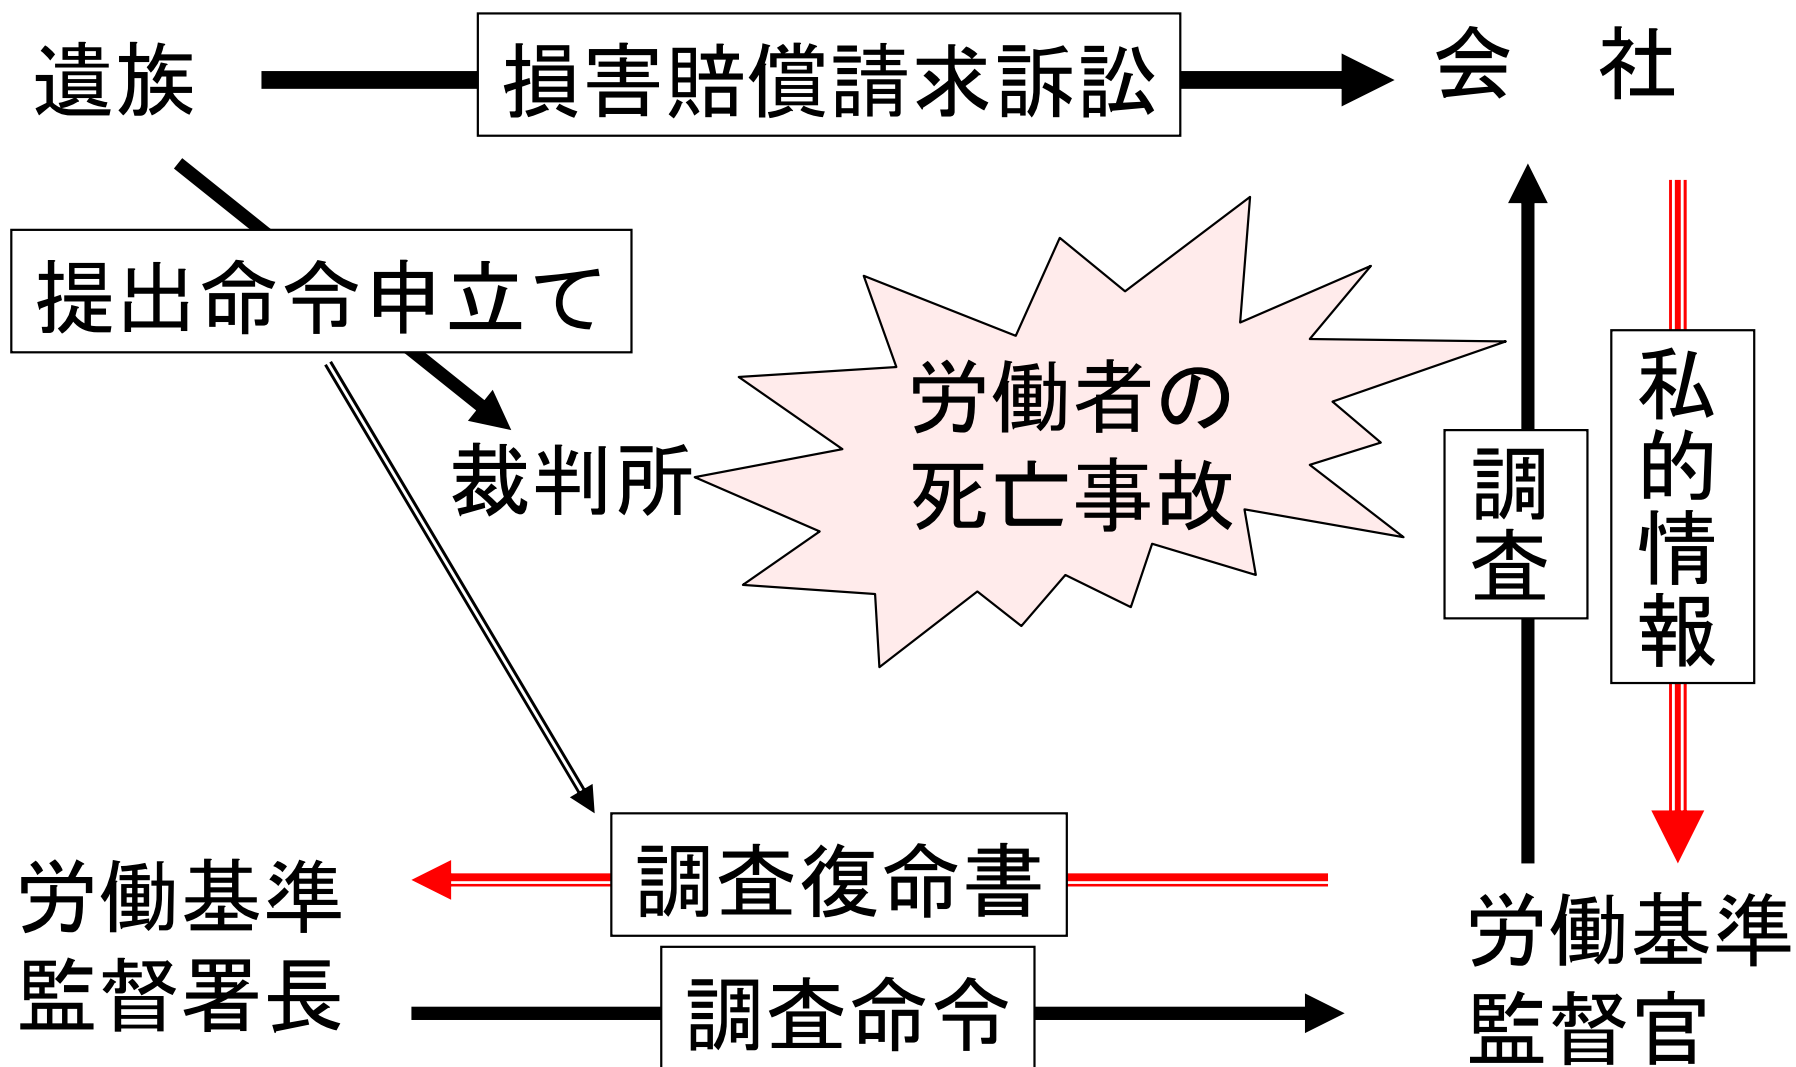 遺族
損害賠償請求訴訟
会　社
提出命令申立て
裁判所
労働者の
死亡事故
調査
私的情報
調査復命書
労働基準
監督署長
調査命令
労働基準
監督官